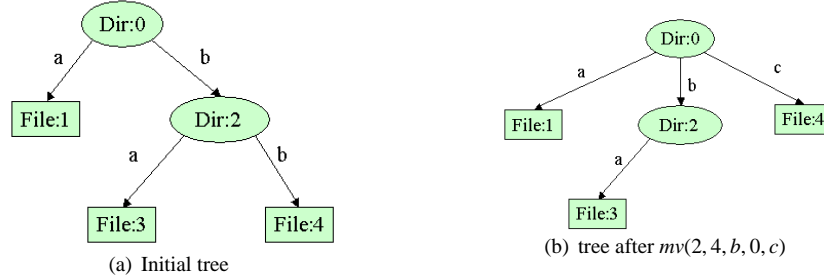 Dir:0
a
b
File:1
Dir:2
a
b
File:3
File:4
(a) Initial tree
Dir:0
a
b
c
File:1
Dir:2
File:4
a
File:3
(b) tree after mv(2, 4, b, 0, c)